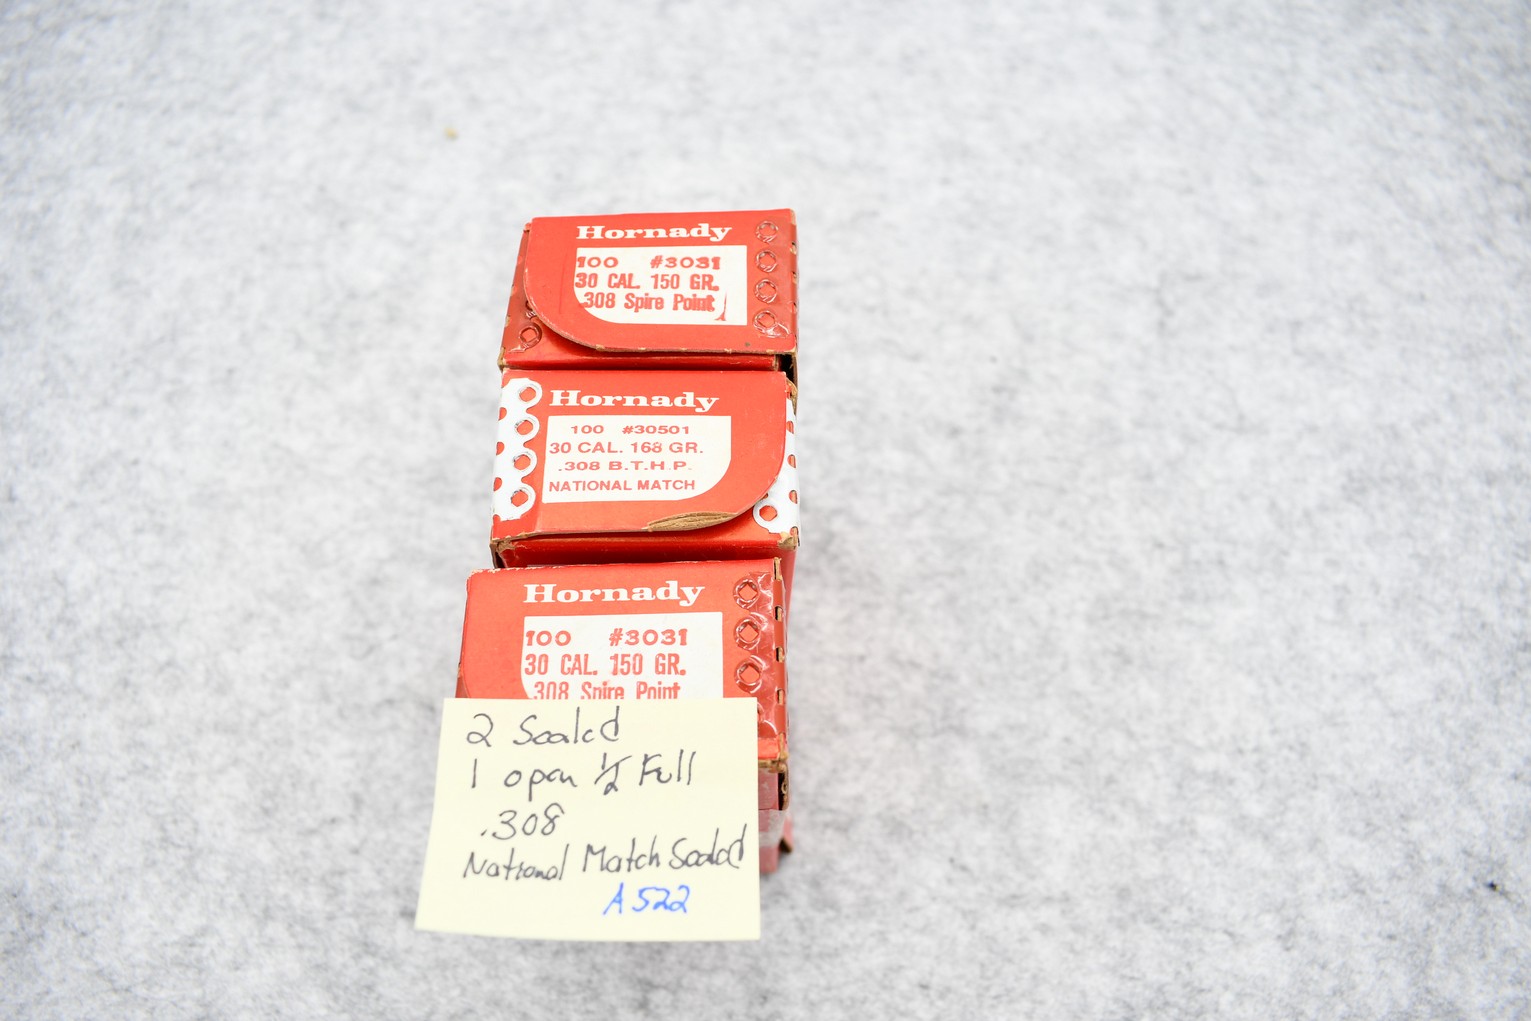 Hornady
100 #3031
30 CAL. 150 GR.
.308 Spire Point
Hornady
100 #30501
30 CAL. 168 GR.
.308 B.T.H.P.
NATIONAL MATCH
Hornady
100 #3031
30 CAL. 150 GR.
.308 Spire Point
2 Sealed
1 open 1/2 Full
.308
National Match Sealed
A522